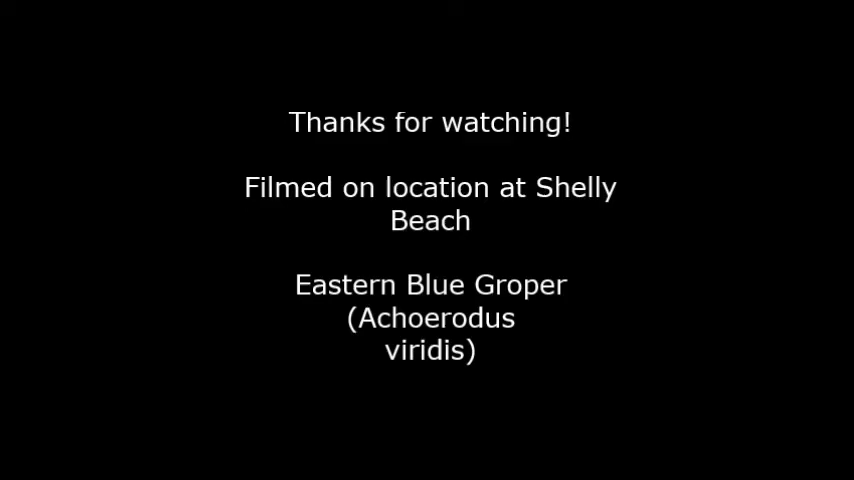 Thanks for watching!
Filmed on location at Shelly
Beach
Eastern Blue Groper
(Achoerodus
viridis)